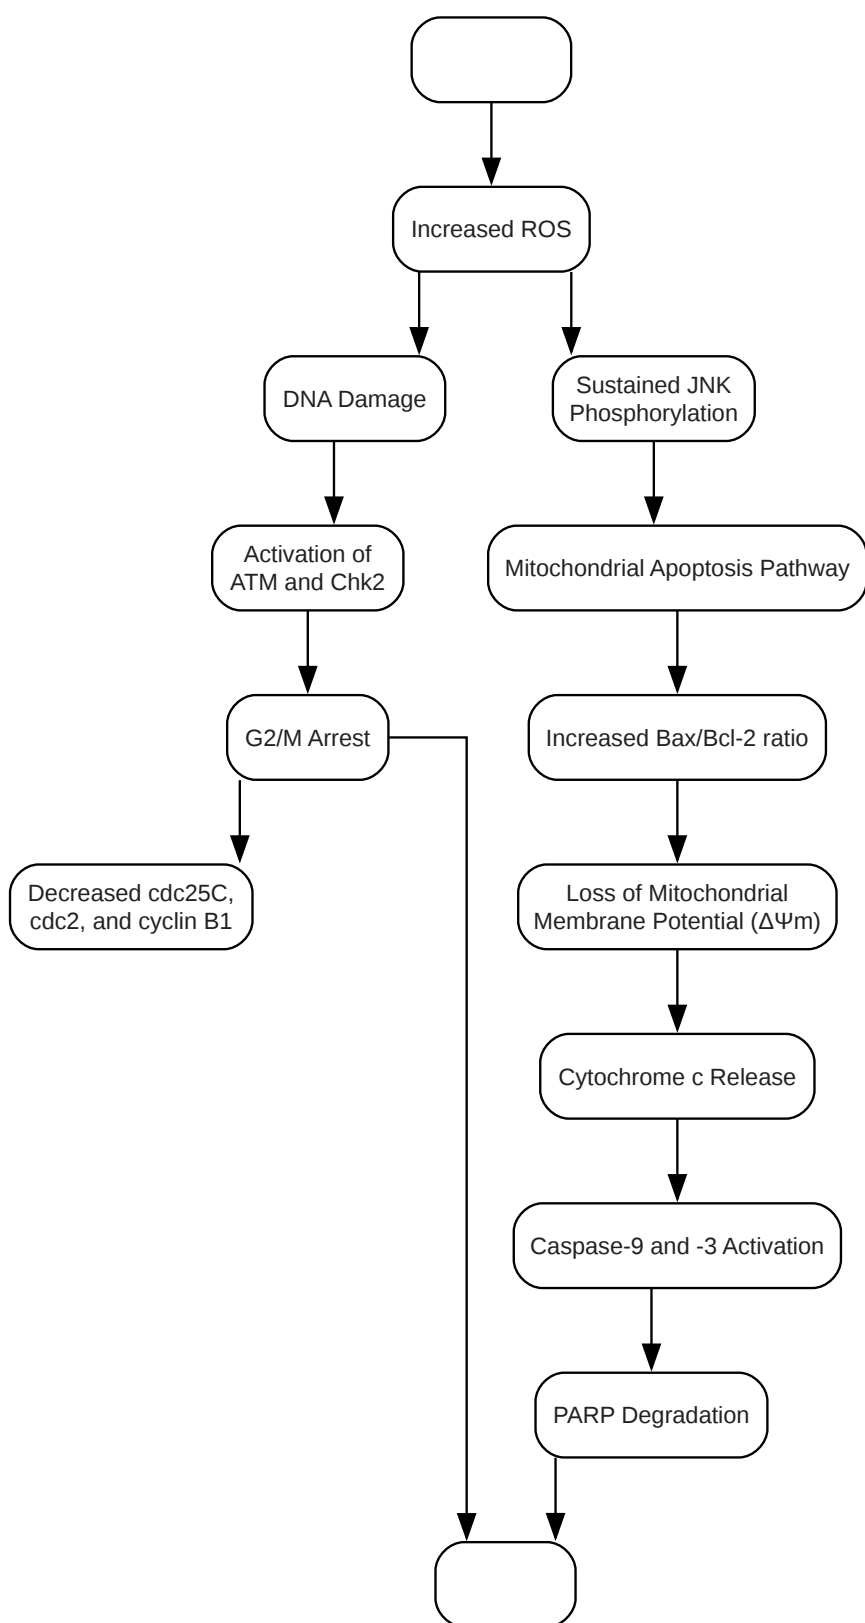 Increased ROS
DNA Damage
Sustained JNK
Phosphorylation
Activation of
ATM and Chk2
Mitochondrial Apoptosis Pathway
G2/M Arrest
Increased Bax/Bcl-2 ratio
Decreased cdc25C,
cdc2, and cyclin B1
Loss of Mitochondrial
Membrane Potential (ΔΨm)
Cytochrome c Release
Caspase-9 and -3 Activation
PARP Degradation